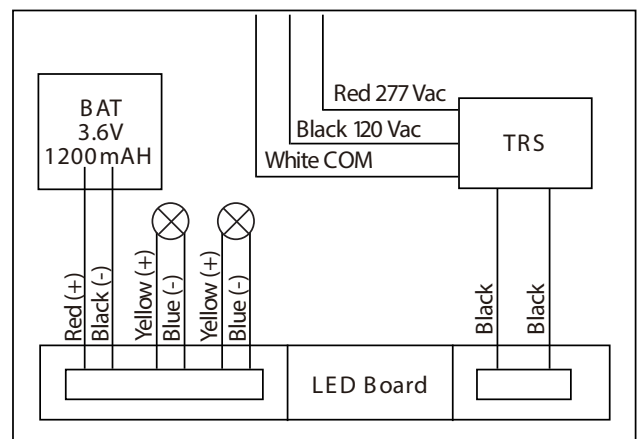 Red 277 Vac
Black 120 Vac
White COM
BAT
3.6V
1200mAH
TRS
Red (+)
Black (-)
Yellow (+)
Blue (-)
Yellow (+)
Blue (-)
Black
Black
LED Board